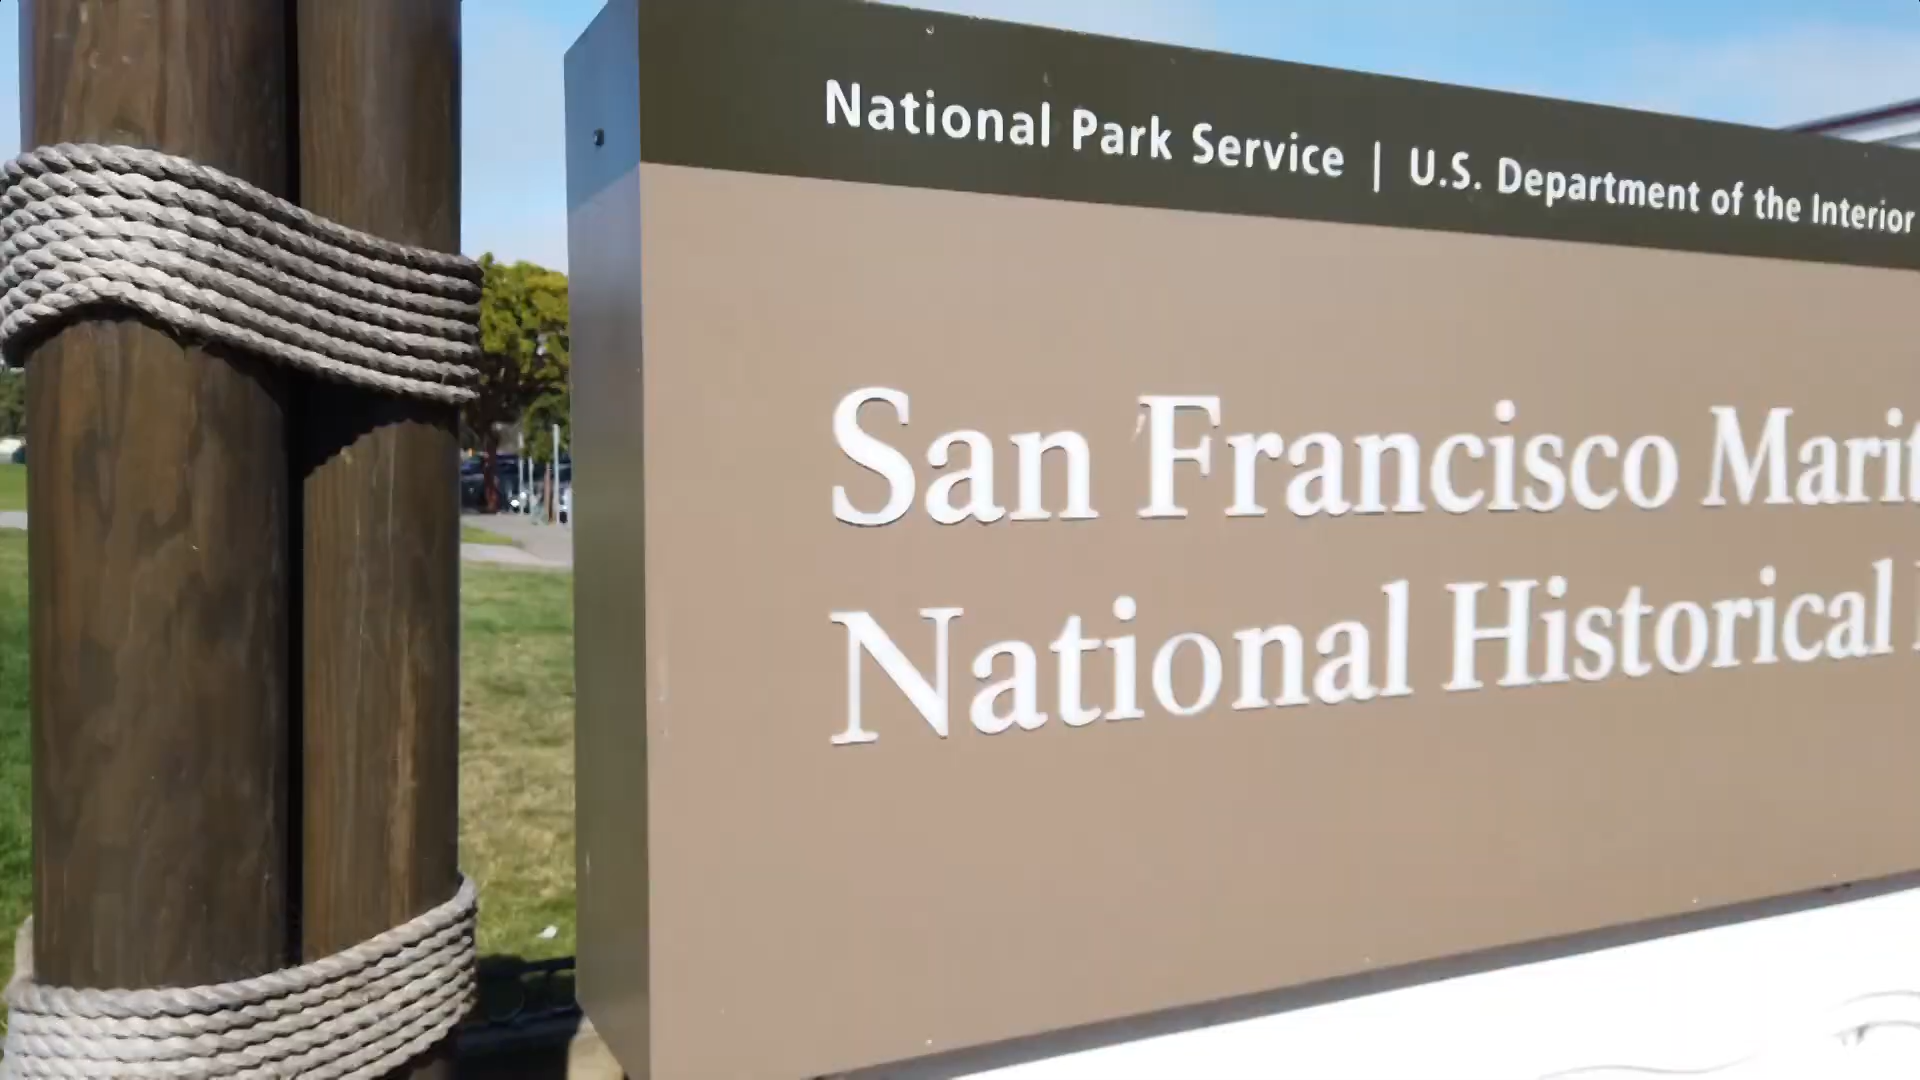 National Park Service | U.S. Department of the Interior
San Francisco Marit
National Historical